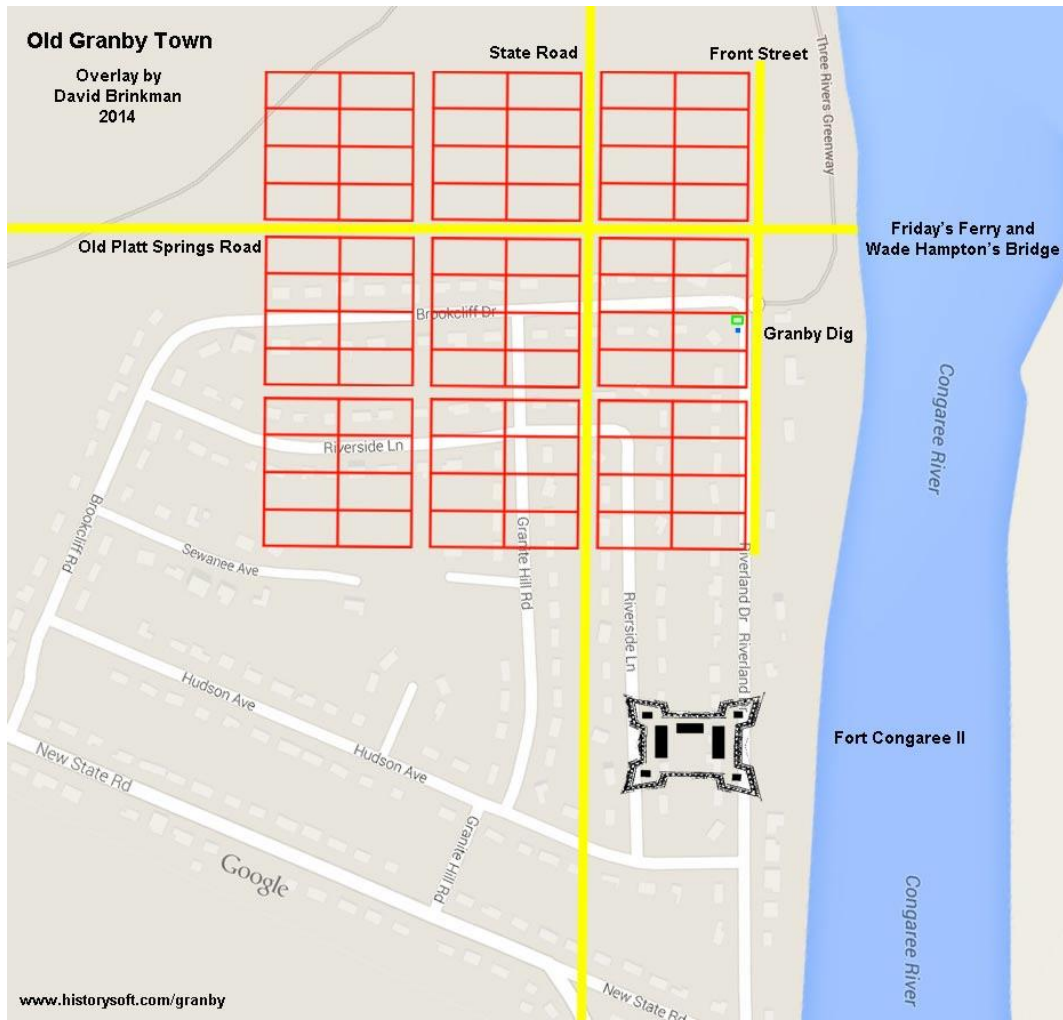 Old Granby Town
Overlay by
David Brinkman
2014
State Road
Front Street
Three Rivers Greenway
Old Platt Springs Road
Friday's Ferry and
Wade Hampton's Bridge
Brookcliff Dr
Granby Dig
Congaree River
Riverside Ln
Brookcliff Rd
Sewanee Ave
Granite Hill Rd
Riverside Ln
Riverland Dr
Riverland
Hudson Ave
Fort Congaree II
New State Rd
Hudson Ave
Granite Hill Rd
Google
Congaree River
New State Rd
www.historysoft.com/granby